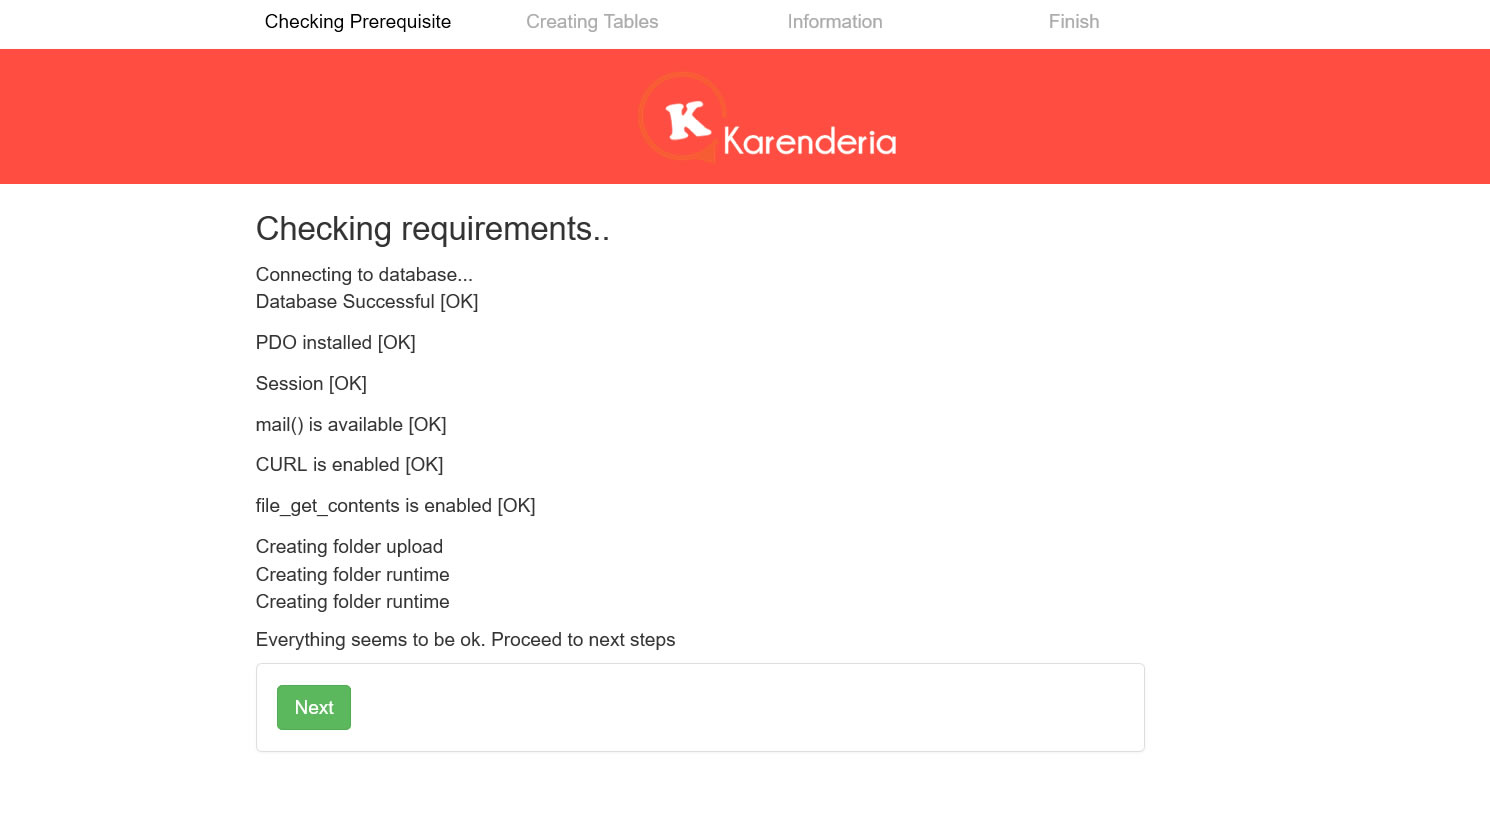 Checking Prerequisite Creating Tables Information Finish
K Karenderia
Checking requirements..
Connecting to database...
Database Successful [OK]
PDO installed [OK]
Session [OK]
mail() is available [OK]
CURL is enabled [OK]
file_get_contents is enabled [OK]
Creating folder upload
Creating folder runtime
Creating folder runtime
Everything seems to be ok. Proceed to next steps
Next